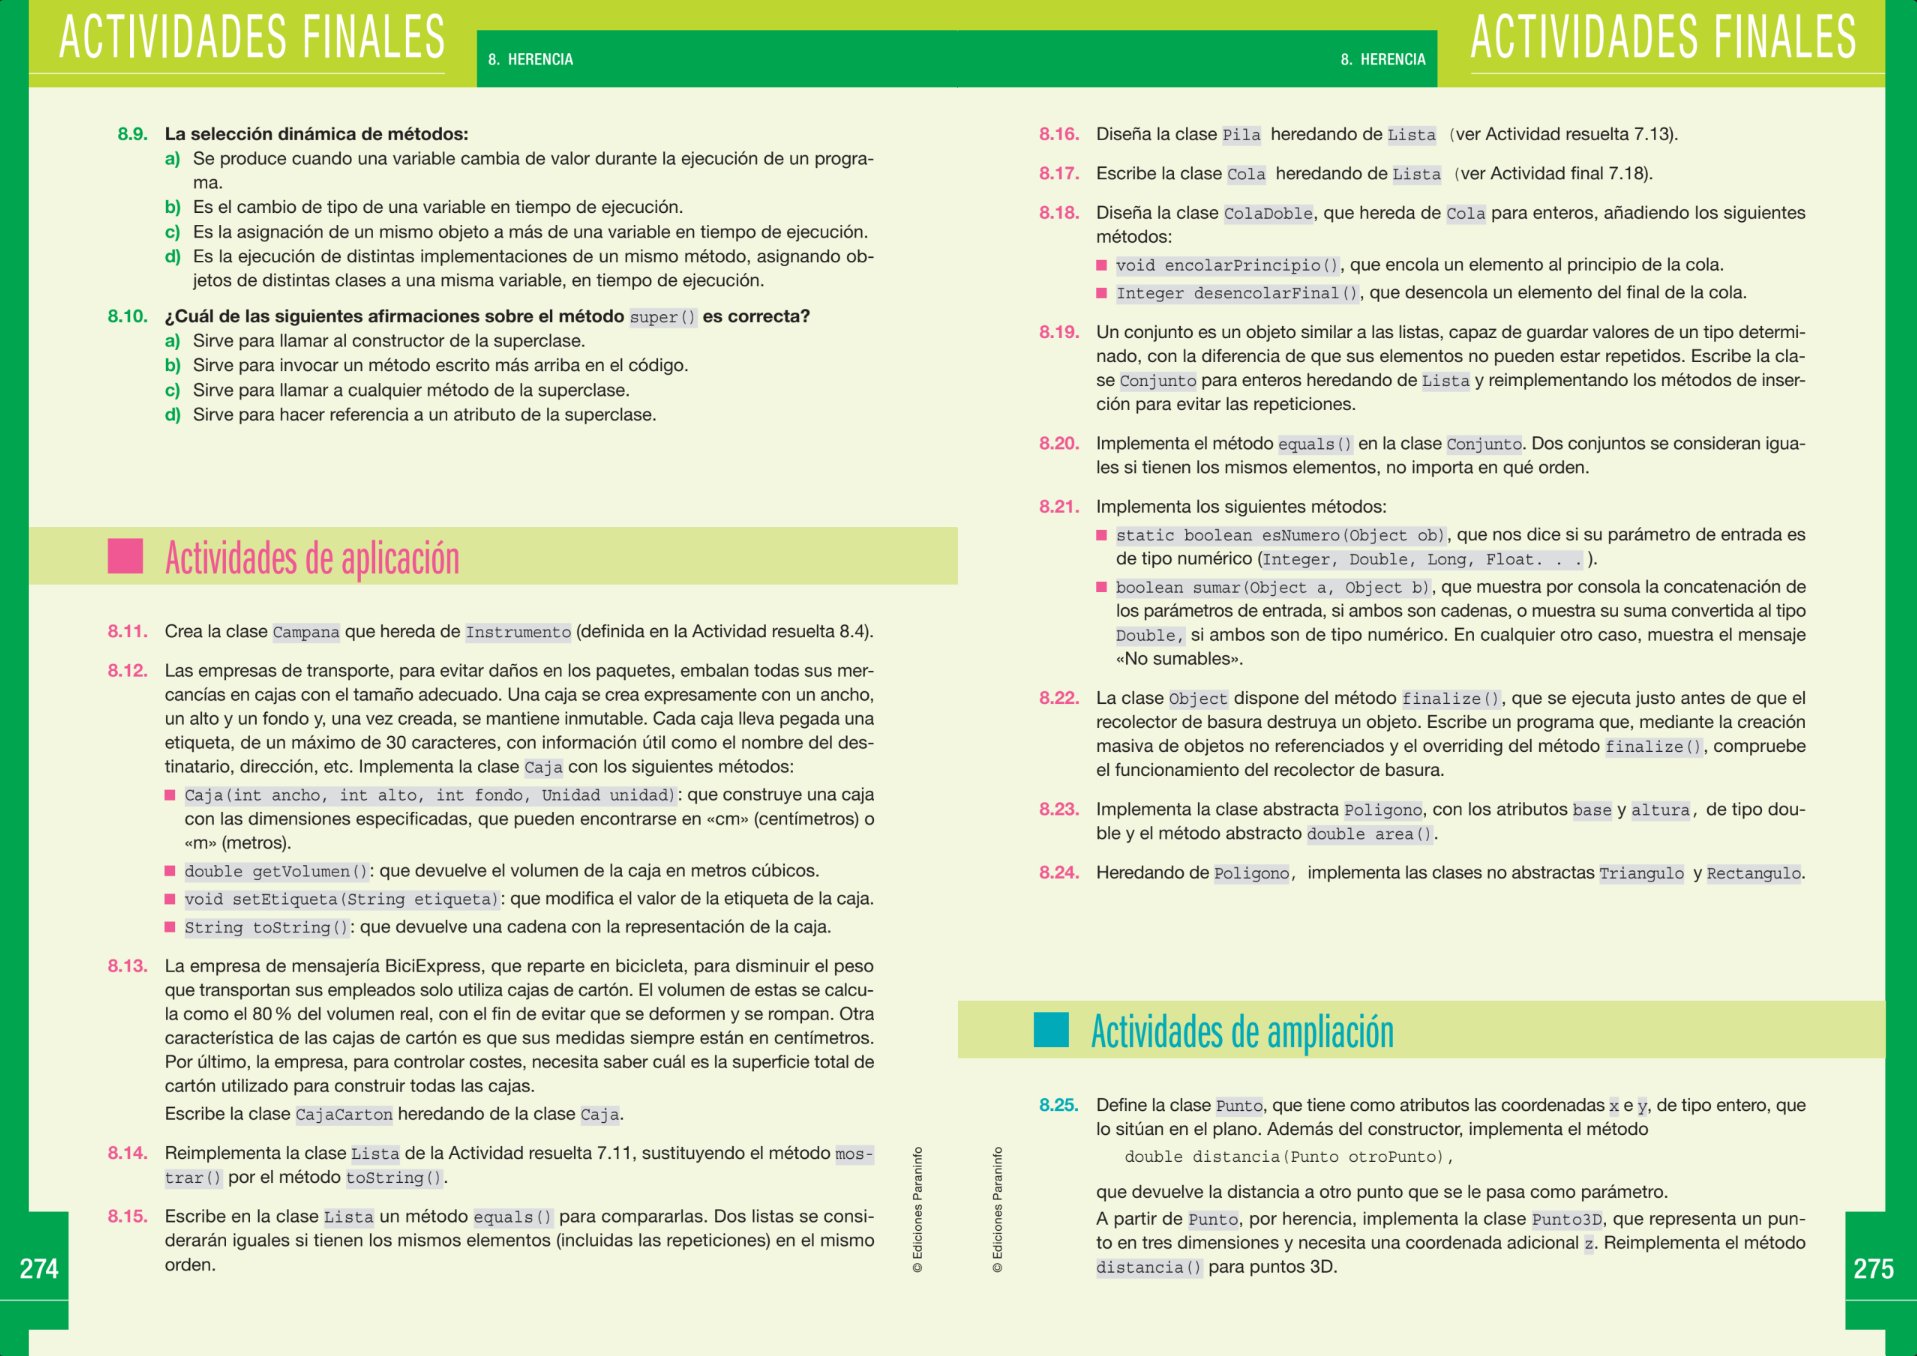 ACTIVIDADES FINALES
8. HERENCIA
8.9. La selección dinámica de métodos:
a) Se produce cuando una variable cambia de valor durante la ejecución de un progra-
ma.
b) Es el cambio de tipo de una variable en tiempo de ejecución.
c) Es la asignación de un mismo objeto a más de una variable en tiempo de ejecución.
d) Es la ejecución de distintas implementaciones de un mismo método, asignando ob-
jetos de distintas clases a una misma variable, en tiempo de ejecución.
8.10. ¿Cuál de las siguientes afirmaciones sobre el método super() es correcta?
a) Sirve para llamar al constructor de la superclase.
b) Sirve para invocar un método escrito más arriba en el código.
c) Sirve para llamar a cualquier método de la superclase.
d) Sirve para hacer referencia a un atributo de la superclase.
Actividades de aplicación
8.11. Crea la clase Campana que hereda de Instrumento (definida en la Actividad resuelta 8.4).
8.12. Las empresas de transporte, para evitar daños en los paquetes, embalan todas sus mer-
cancías en cajas con el tamaño adecuado. Una caja se crea expresamente con un ancho,
un alto y un fondo y, una vez creada, se mantiene inmutable. Cada caja lleva pegada una
etiqueta, de un máximo de 30 caracteres, con información útil como el nombre del des-
tinatario, dirección, etc. Implementa la clase Caja con los siguientes métodos:
Caja(int ancho, int alto, int fondo, Unidad unidad): que construye una caja
con las dimensiones especificadas, que pueden encontrarse en «cm» (centímetros) o
«m» (metros).
double getVolumen(): que devuelve el volumen de la caja en metros cúbicos.
void setEtiqueta(String etiqueta): que modifica el valor de la etiqueta de la caja.
String toString(): que devuelve una cadena con la representación de la caja.
8.13. La empresa de mensajería BiciExpress, que reparte en bicicleta, para disminuir el peso
que transportan sus empleados solo utiliza cajas de cartón. El volumen de estas se calcu-
la como el 80 % del volumen real, con el fin de evitar que se deformen y se rompan. Otra
característica de las cajas de cartón es que sus medidas siempre están en centímetros.
Por último, la empresa, para controlar costes, necesita saber cuál es la superficie total de
cartón utilizado para construir todas las cajas.
Escribe la clase CajaCarton heredando de la clase Caja.
8.14. Reimplementa la clase Lista de la Actividad resuelta 7.11, sustituyendo el método mos-
trar() por el método toString().
8.15. Escribe en la clase Lista un método equals() para compararlas. Dos listas se consi-
derarán iguales si tienen los mismos elementos (incluidas las repeticiones) en el mismo
orden.
© Ediciones Paraninfo
274
8. HERENCIA
ACTIVIDADES FINALES
8.16. Diseña la clase Pila heredando de Lista (ver Actividad resuelta 7.13).
8.17. Escribe la clase Cola heredando de Lista (ver Actividad final 7.18).
8.18. Diseña la clase ColaDoble, que hereda de Cola para enteros, añadiendo los siguientes
métodos:
void encolarPrincipio(), que encola un elemento al principio de la cola.
Integer desencolarFinal(), que desencola un elemento del final de la cola.
8.19. Un conjunto es un objeto similar a las listas, capaz de guardar valores de un tipo determi-
nado, con la diferencia de que sus elementos no pueden estar repetidos. Escribe la cla-
se Conjunto para enteros heredando de Lista y reimplementando los métodos de inser-
ción para evitar las repeticiones.
8.20. Implementa el método equals() en la clase Conjunto. Dos conjuntos se consideran igua-
les si tienen los mismos elementos, no importa en qué orden.
8.21. Implementa los siguientes métodos:
static boolean esNumero(Object ob), que nos dice si su parámetro de entrada es
de tipo numérico (Integer, Double, Long, Float. . . ).
boolean sumar(Object a, Object b), que muestra por consola la concatenación de
los parámetros de entrada, si ambos son cadenas, o muestra su suma convertida al tipo
Double, si ambos son de tipo numérico. En cualquier otro caso, muestra el mensaje
«No sumables».
8.22. La clase Object dispone del método finalize(), que se ejecuta justo antes de que el
recolector de basura destruya un objeto. Escribe un programa que, mediante la creación
masiva de objetos no referenciados y el overriding del método finalize(), compruebe
el funcionamiento del recolector de basura.
8.23. Implementa la clase abstracta Poligono, con los atributos base y altura, de tipo dou-
ble y el método abstracto double area().
8.24. Heredando de Poligono, implementa las clases no abstractas Triangulo y Rectangulo.
Actividades de ampliación
8.25. Define la clase Punto, que tiene como atributos las coordenadas x e y, de tipo entero, que
lo sitúan en el plano. Además del constructor, implementa el método
double distancia(Punto otroPunto),
que devuelve la distancia a otro punto que se le pasa como parámetro.
A partir de Punto, por herencia, implementa la clase Punto3D, que representa un pun-
to en tres dimensiones y necesita una coordenada adicional z. Reimplementa el método
distancia() para puntos 3D.
© Ediciones Paraninfo
275